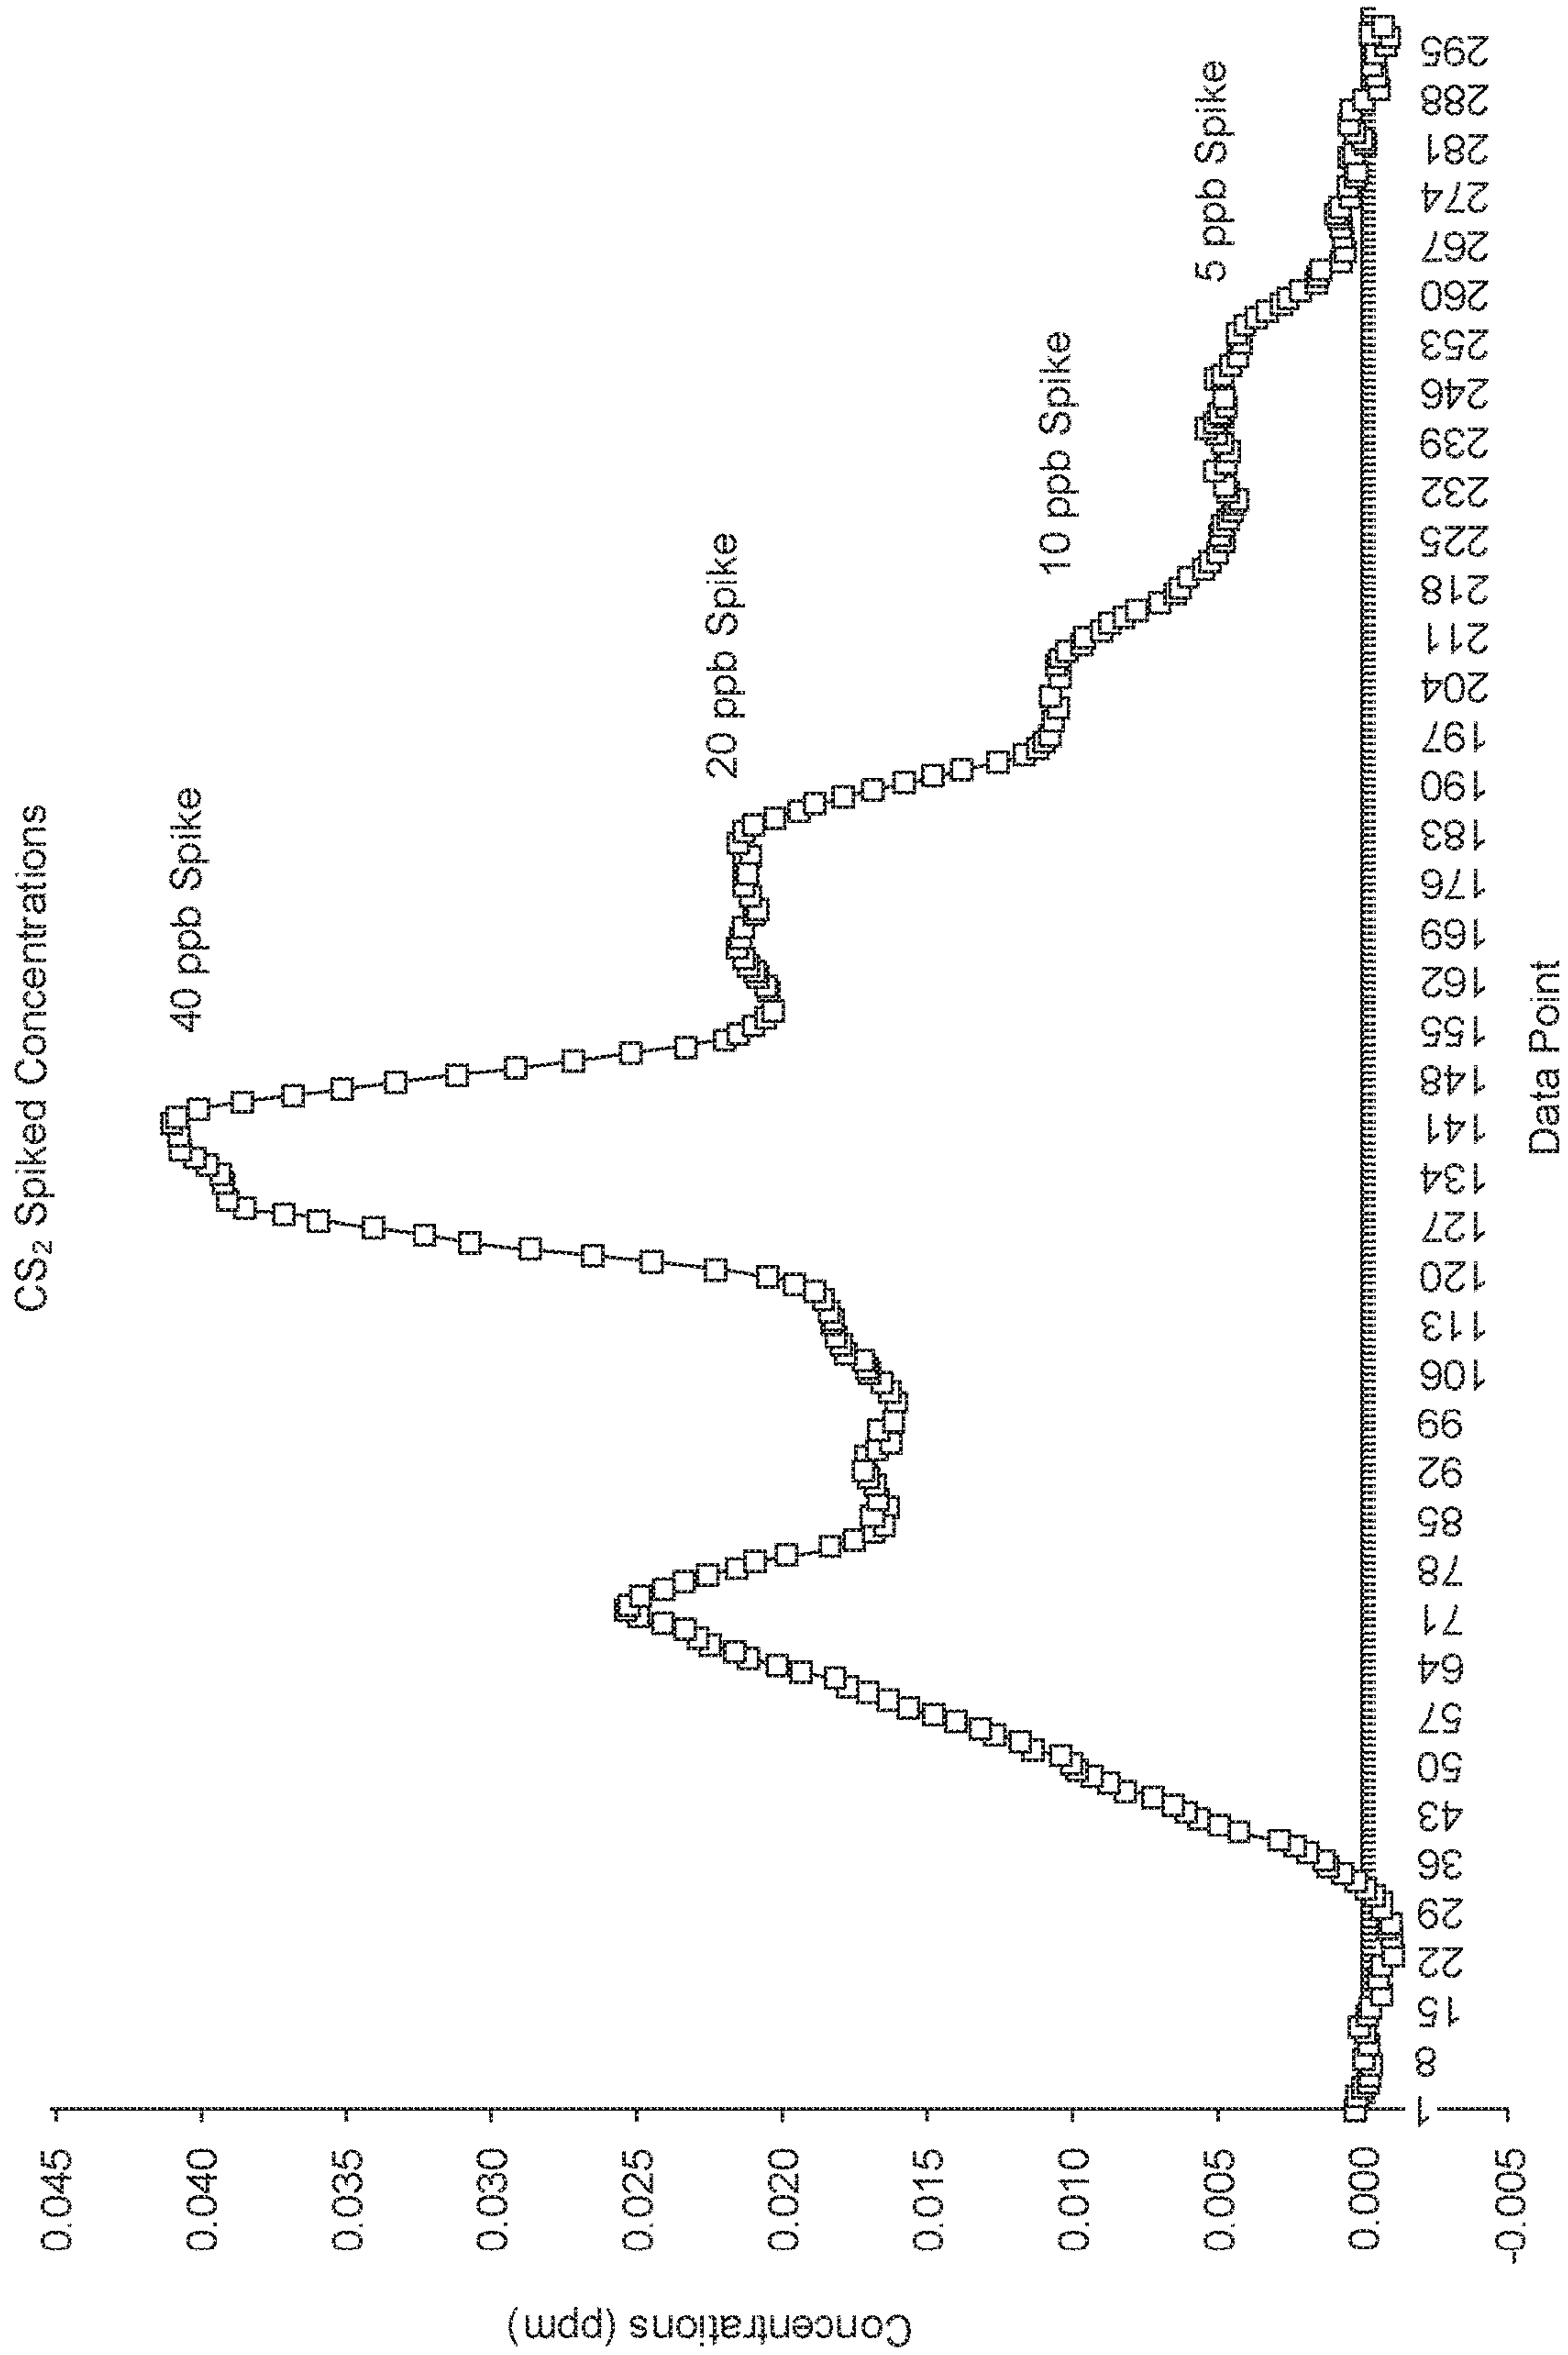 CS₂ Spiked Concentrations
40 ppb Spike
20 ppb Spike
10 ppb Spike
5 ppb Spike
Concentrations (ppm)
0.045
0.040
0.035
0.030
0.025
0.020
0.015
0.010
0.005
0.000
-0.005
1 8 15 22 29 36 43 50 57 64 71 78 85 92 99 106 113 120 127 134 141 148 155 162 169 176 183 190 197 204 211 218 225 232 239 246 253 260 267 274 281 288 295
Data Point